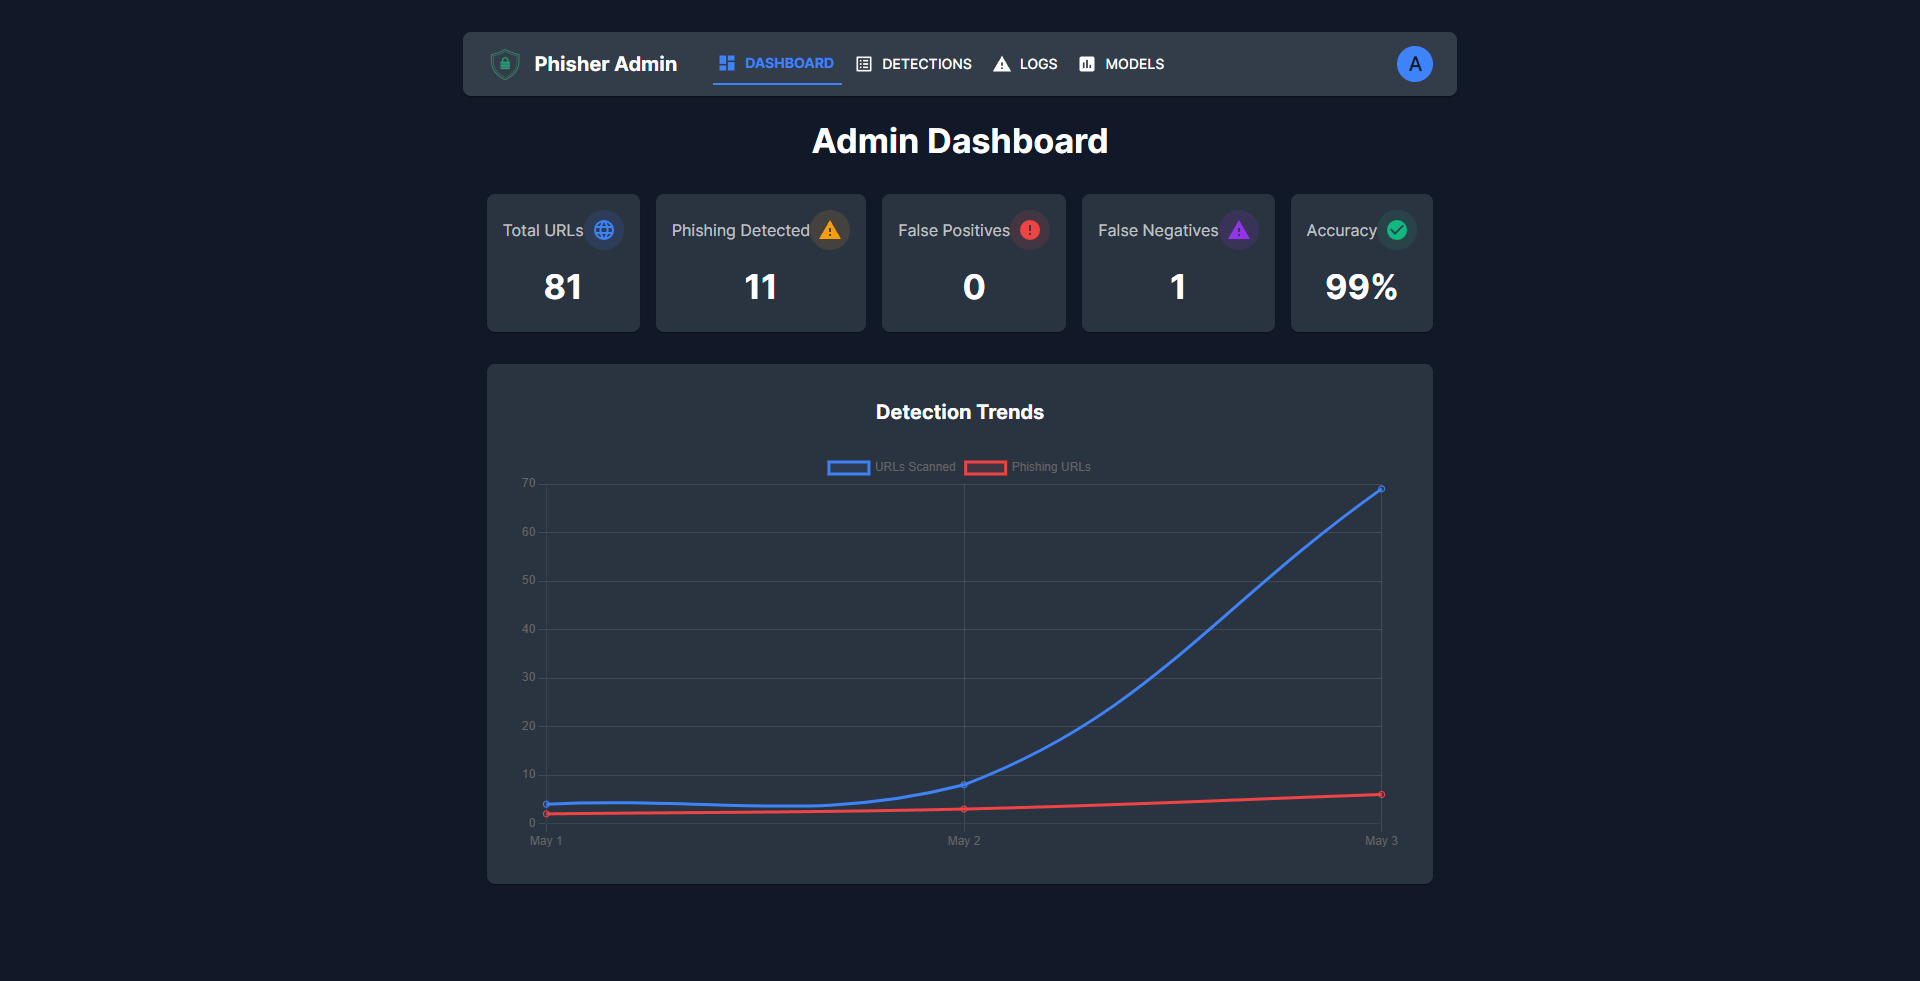 Phisher Admin DASHBOARD DETECTIONS LOGS MODELS A
Admin Dashboard
Total URLs Phishing Detected False Positives False Negatives Accuracy
81 11 0 1 99%
Detection Trends
URLs Scanned Phishing URLs
70
60
50
40
30
20
10
0
May 1 May 2 May 3